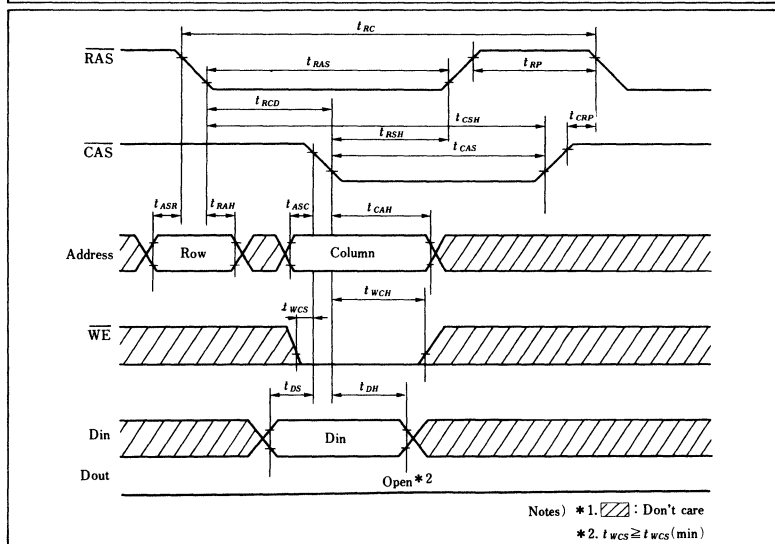 t RC
RAS
t RAS
t RP
t RCD
t CSH
t RSH
t CRP
CAS
t CAS
t ASR
t RAH
t ASC
t CAH
Address
Row
Column
t WCH
t WCS
WE
t DS
t DH
Din
Din
Dout
Open *2
Notes) *1. : Don't care
*2. t WCS ≧ t WCS (min)